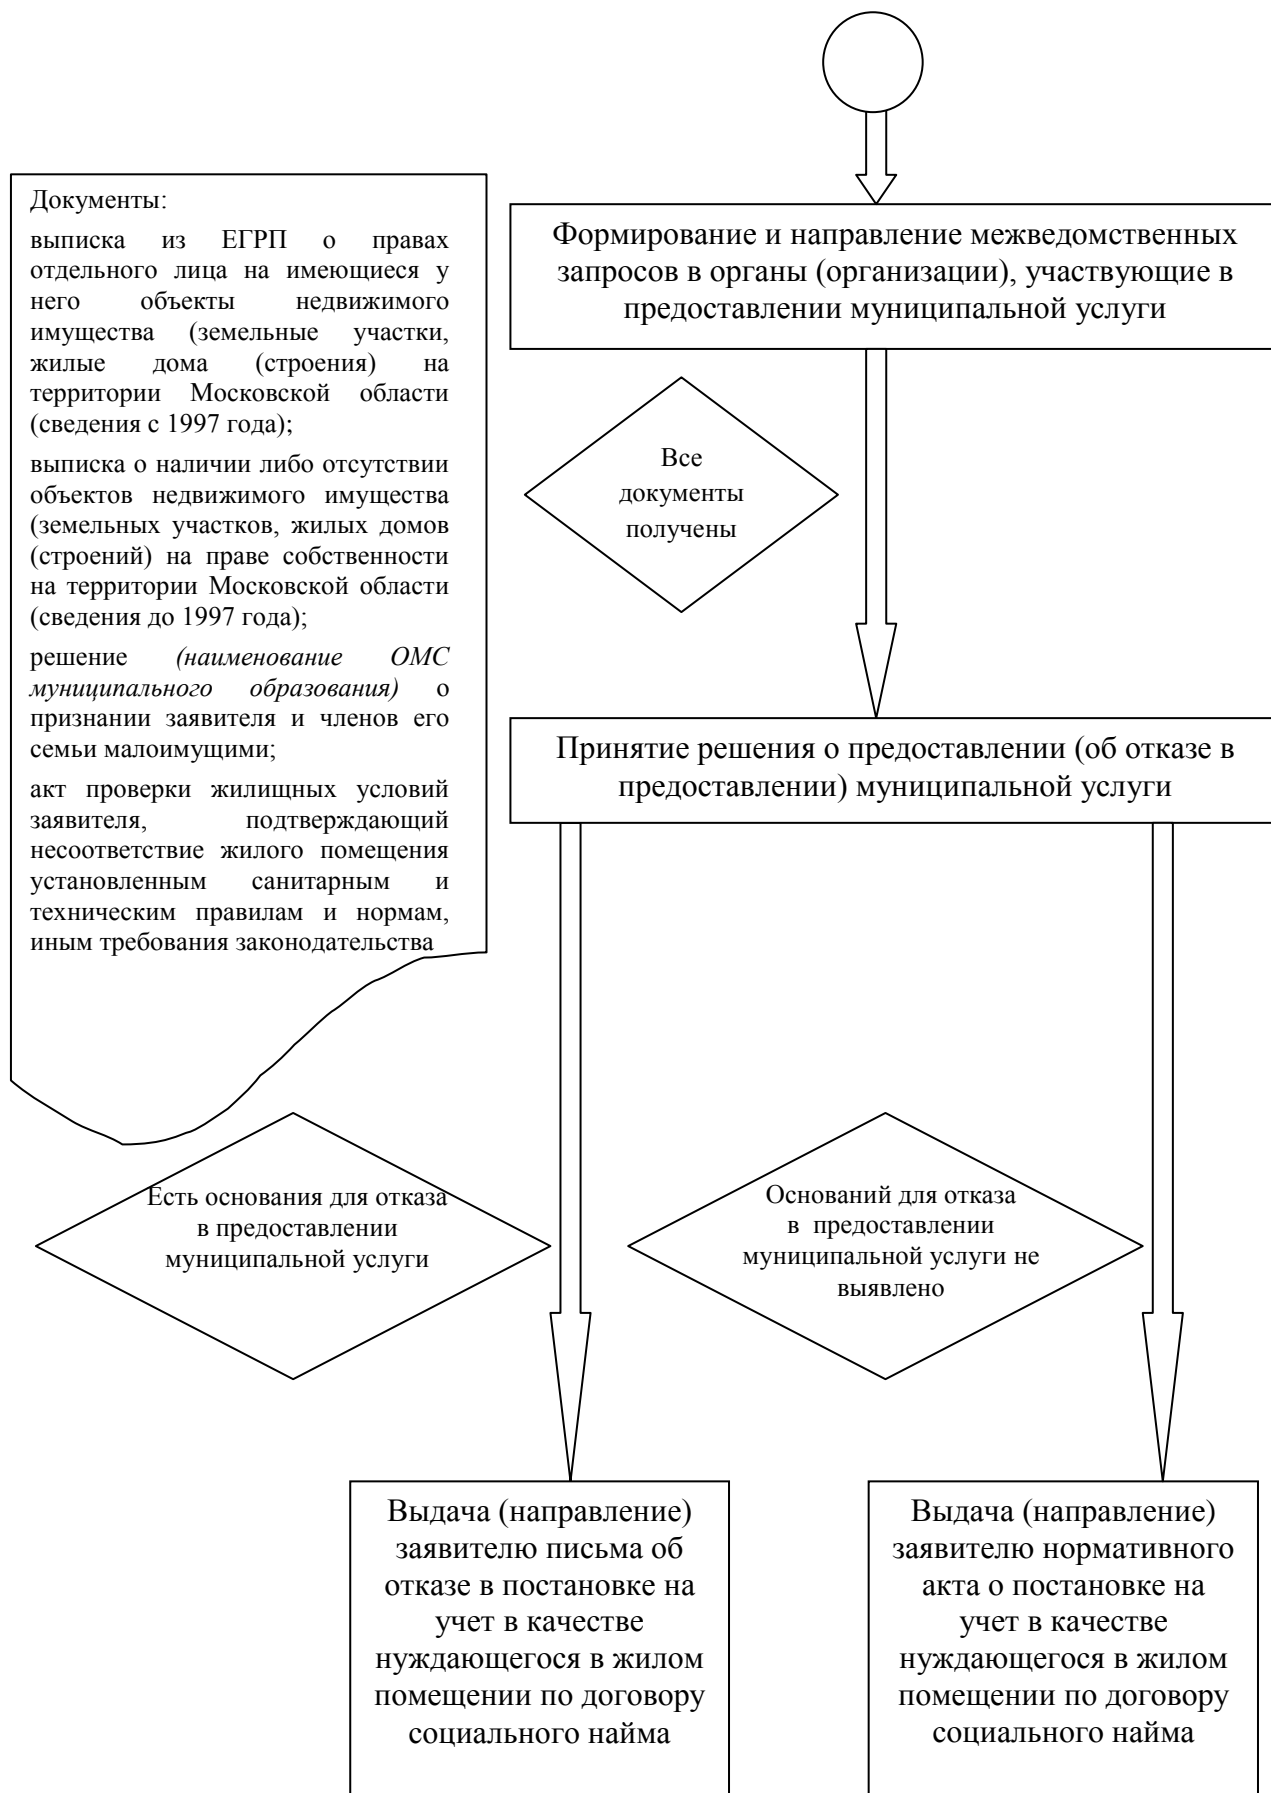 Документы:
выписка из ЕГРП о правах
отдельного лица на имеющиеся у
него объекты недвижимого
имущества (земельные участки,
жилые дома (строения) на
территории Московской области
(сведения с 1997 года);
выписка о наличии либо отсутствии
объектов недвижимого имущества
(земельных участков, жилых домов
(строений) на праве собственности
на территории Московской области
(сведения до 1997 года);
решение (наименование ОМС
муниципального образования) о
признании заявителя и членов его
семьи малоимущими;
акт проверки жилищных условий
заявителя, подтверждающий
несоответствие жилого помещения
установленным санитарным и
техническим правилам и нормам,
иным требования законодательства
Формирование и направление межведомственных
запросов в органы (организации), участвующие в
предоставлении муниципальной услуги
Все
документы
получены
Принятие решения о предоставлении (об отказе в
предоставлении) муниципальной услуги
Есть основания для отказа
в предоставлении
муниципальной услуги
Оснований для отказа
в предоставлении
муниципальной услуги не
выявлено
Выдача (направление)
заявителю письма об
отказе в постановке на
учет в качестве
нуждающегося в жилом
помещении по договору
социального найма
Выдача (направление)
заявителю нормативного
акта о постановке на
учет в качестве
нуждающегося в жилом
помещении по договору
социального найма